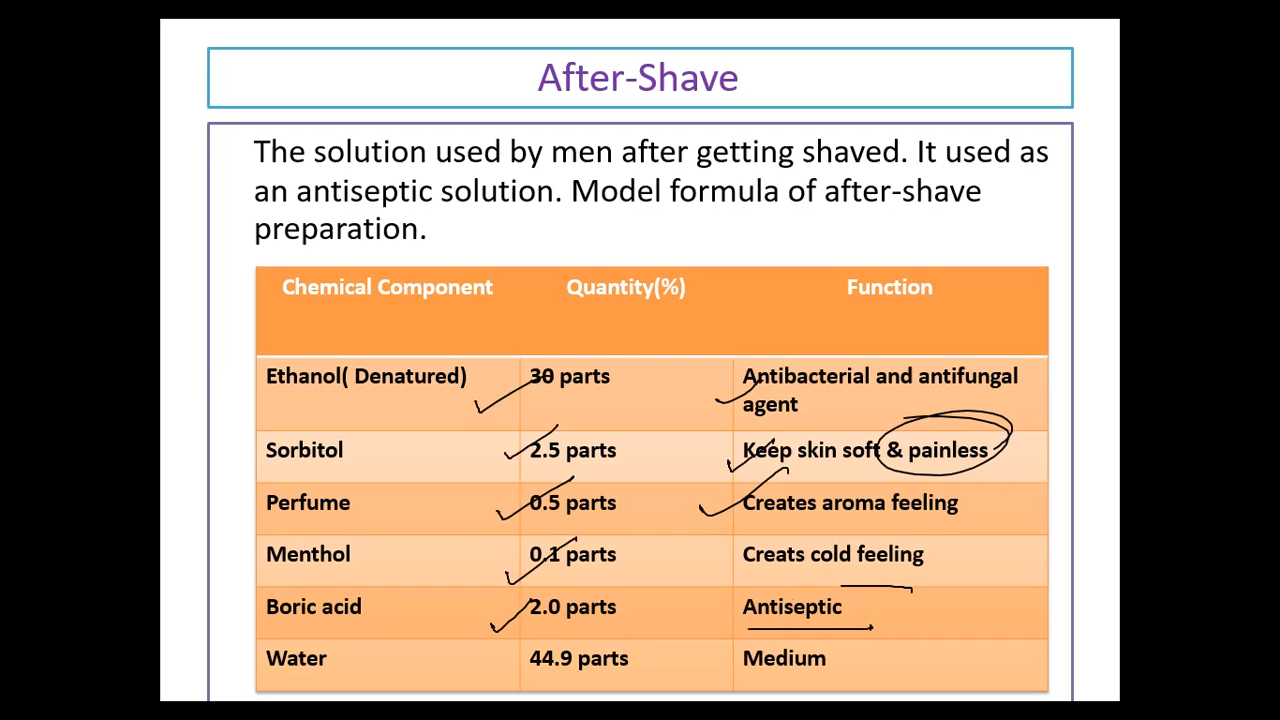 After-Shave
The solution used by men after getting shaved. It used as
an antiseptic solution. Model formula of after-shave
preparation.
Chemical Component Quantity(%) Function
Ethanol( Denatured) 30 parts Antibacterial and antifungal
agent
Sorbitol 2.5 parts Keep skin soft & painless
Perfume 0.5 parts Creates aroma feeling
Menthol 0.1 parts Creats cold feeling
Boric acid 2.0 parts Antiseptic
Water 44.9 parts Medium